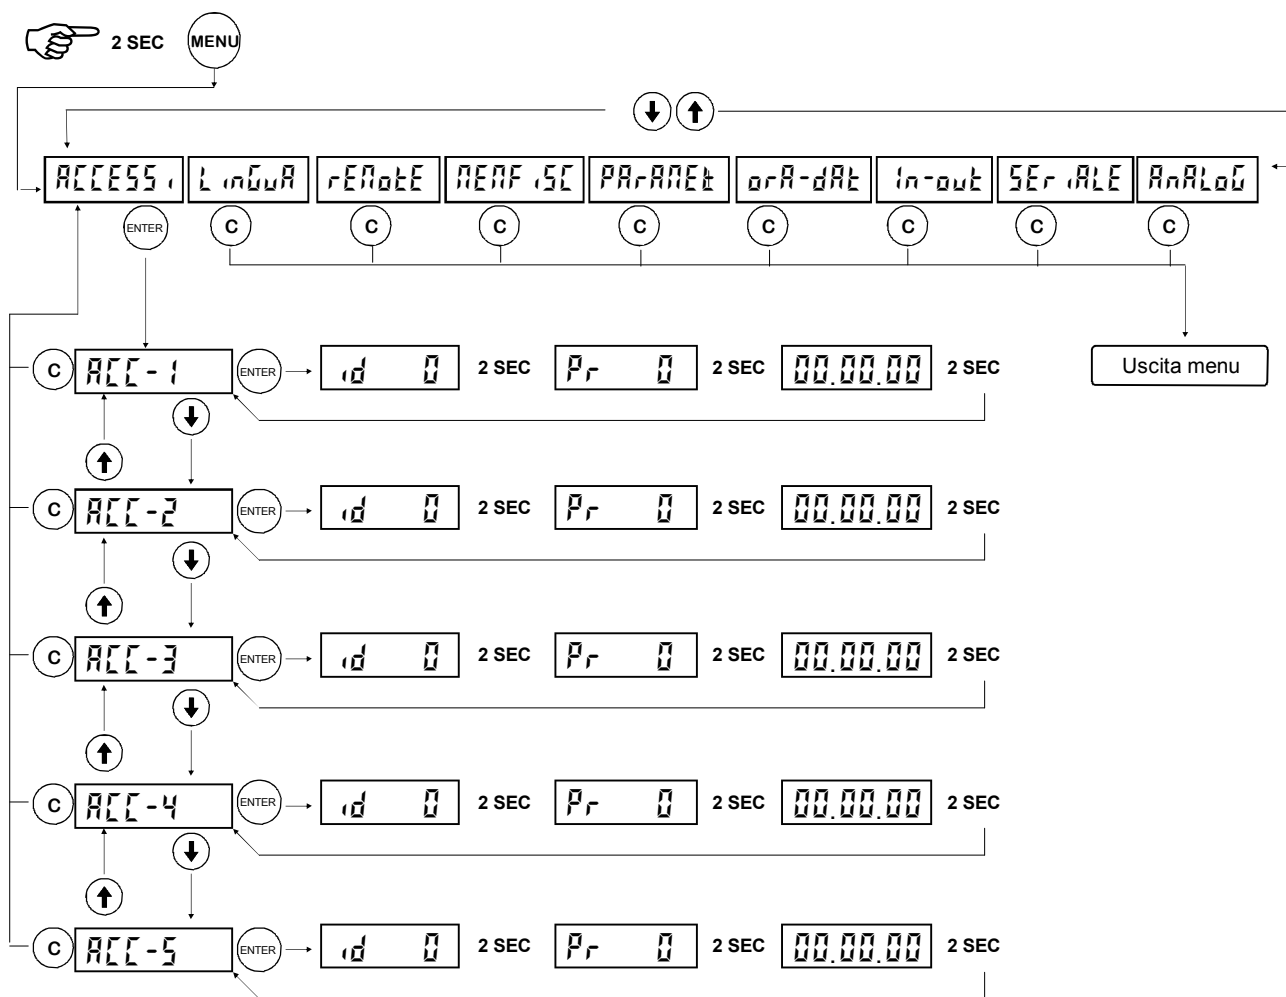 2 SEC MENU
ACCESSi LinGuA rEMotE MEMFiSC PArAMEt orA-dAt In-out SEriALE AnALoG
ENTER C C C C C C C C
C ACC-1 ENTER id 0 2 SEC Pr 0 2 SEC 00.00.00 2 SEC Uscita menu
C ACC-2 ENTER id 0 2 SEC Pr 0 2 SEC 00.00.00 2 SEC
C ACC-3 ENTER id 0 2 SEC Pr 0 2 SEC 00.00.00 2 SEC
C ACC-4 ENTER id 0 2 SEC Pr 0 2 SEC 00.00.00 2 SEC
C ACC-5 ENTER id 0 2 SEC Pr 0 2 SEC 00.00.00 2 SEC